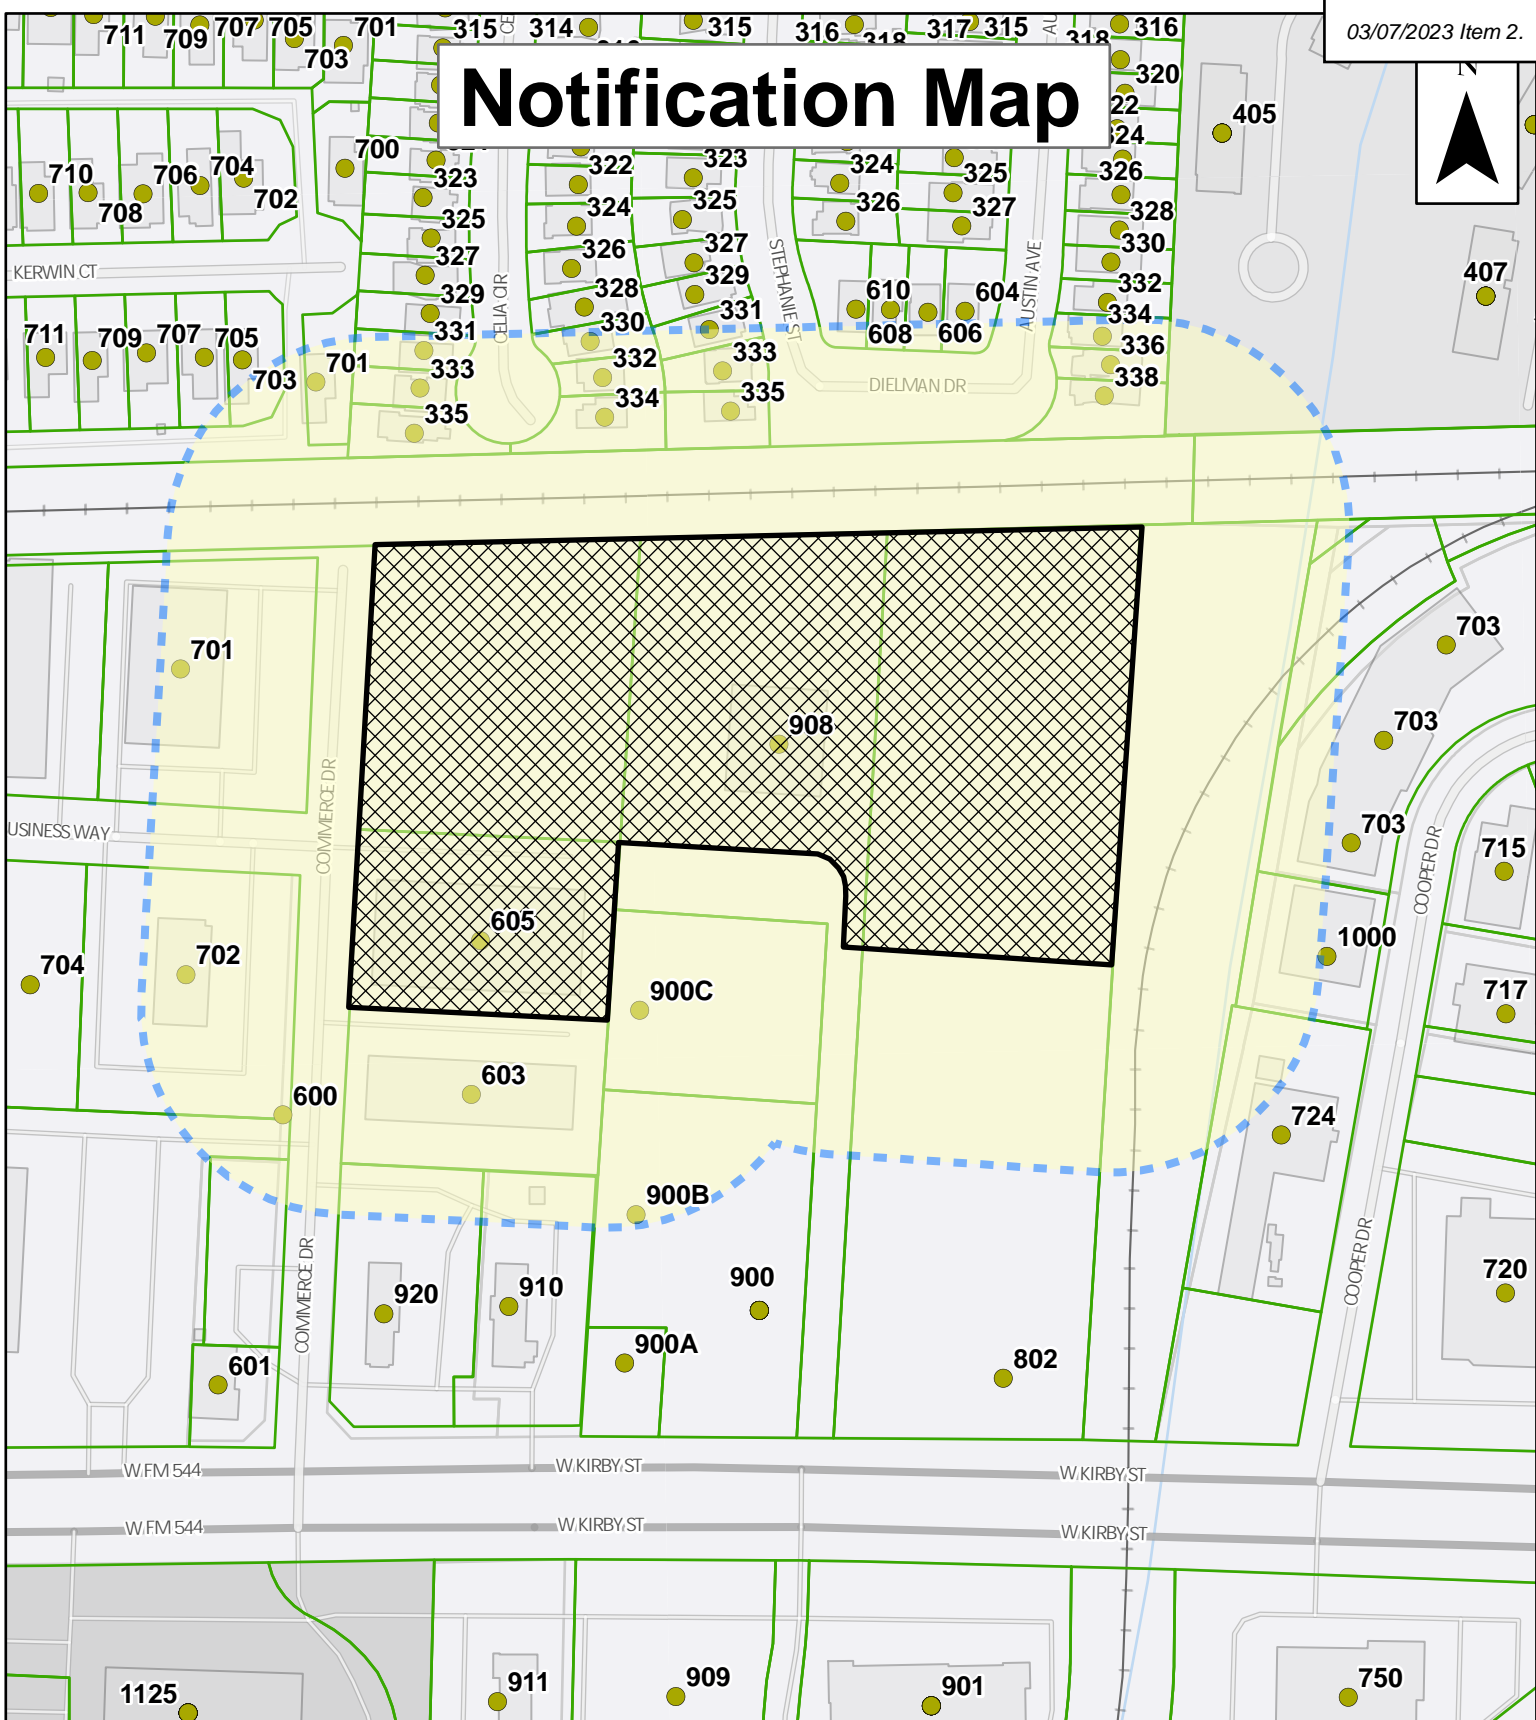 03/07/2023 Item 2.
711 709 707 705 703 701 315 314 315 316 318 317 315 318 316
Notification Map
N
320
405
322
324
700
710 708 706 704 702
323
322
323
324
325
326
325
324
325
326
327
328
327
326
327
330
KERWIN CT
CELIA CIR
STEPHANIE ST
AUSTIN AVE
407
329
328
329
610
604
332
331
330
331
608
606
334
711 709 707 705 703 701
333
332
333
336
335
334
335
DIELMAN DR
338
701
703
908
703
COMMERCE DR
USINESS WAY
703
715
COOPER DR
605
1000
702
704
900C
717
603
600
724
900B
COMMERCE DR
COOPER DR
920
910
900
720
900A
802
601
W FM 544
W KIRBY ST
W KIRBY ST
W FM 544
W KIRBY ST
W KIRBY ST
1125
911
909
901
750